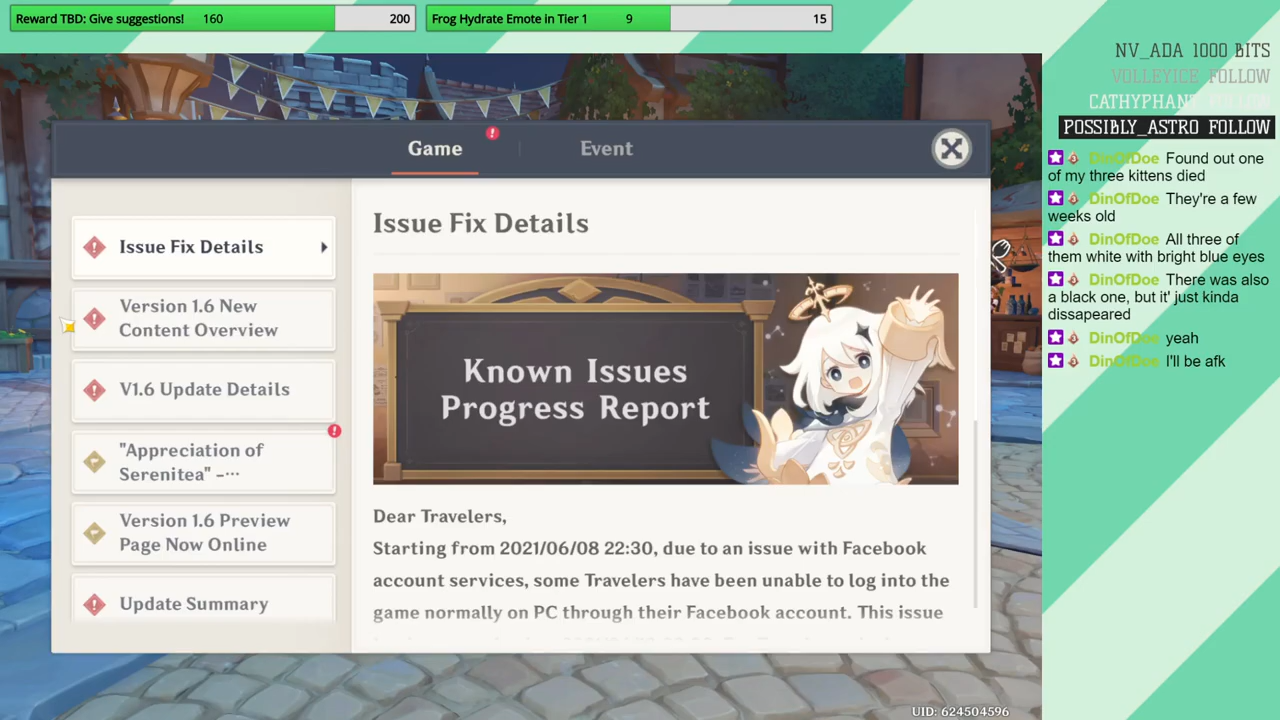 Reward TBD: Give suggestions! 160 200
Frog Hydrate Emote in Tier 1 9 15
NV_ADA 1000 BITS
VOLLEYICE FOLLOW
CATHYPHANT FOLLOW
POSSIBLY_ASTRO FOLLOW
DinOfDoe Found out one
of my three kittens died
DinOfDoe They're a few
weeks old
DinOfDoe All three of
them white with bright blue eyes
DinOfDoe There was also
a black one, but it' just kinda
dissapeared
DinOfDoe yeah
DinOfDoe I'll be afk
Game
Event
Issue Fix Details
Version 1.6 New
Content Overview
V1.6 Update Details
"Appreciation of
Serenitea" –···
Version 1.6 Preview
Page Now Online
Update Summary
Issue Fix Details
Known Issues
Progress Report
Dear Travelers,
Starting from 2021/06/08 22:30, due to an issue with Facebook
account services, some Travelers have been unable to log into the
game normally on PC through their Facebook account. This issue
UID: 624504596